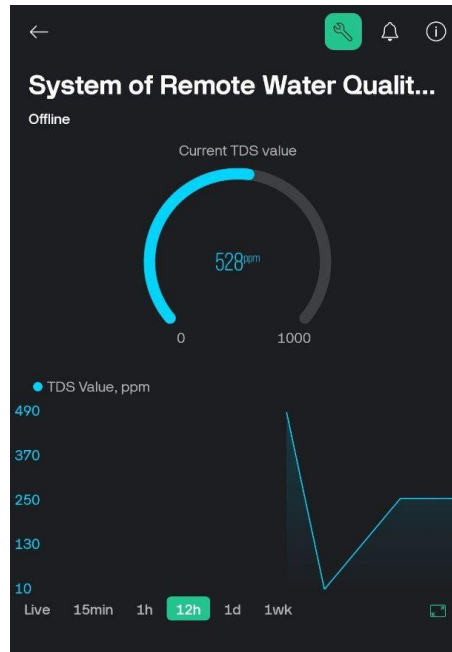 System of Remote Water Qualit...
Offline
Current TDS value
528ppm
0 1000
TDS Value, ppm
490
370
250
130
10
Live 15min 1h 12h 1d 1wk